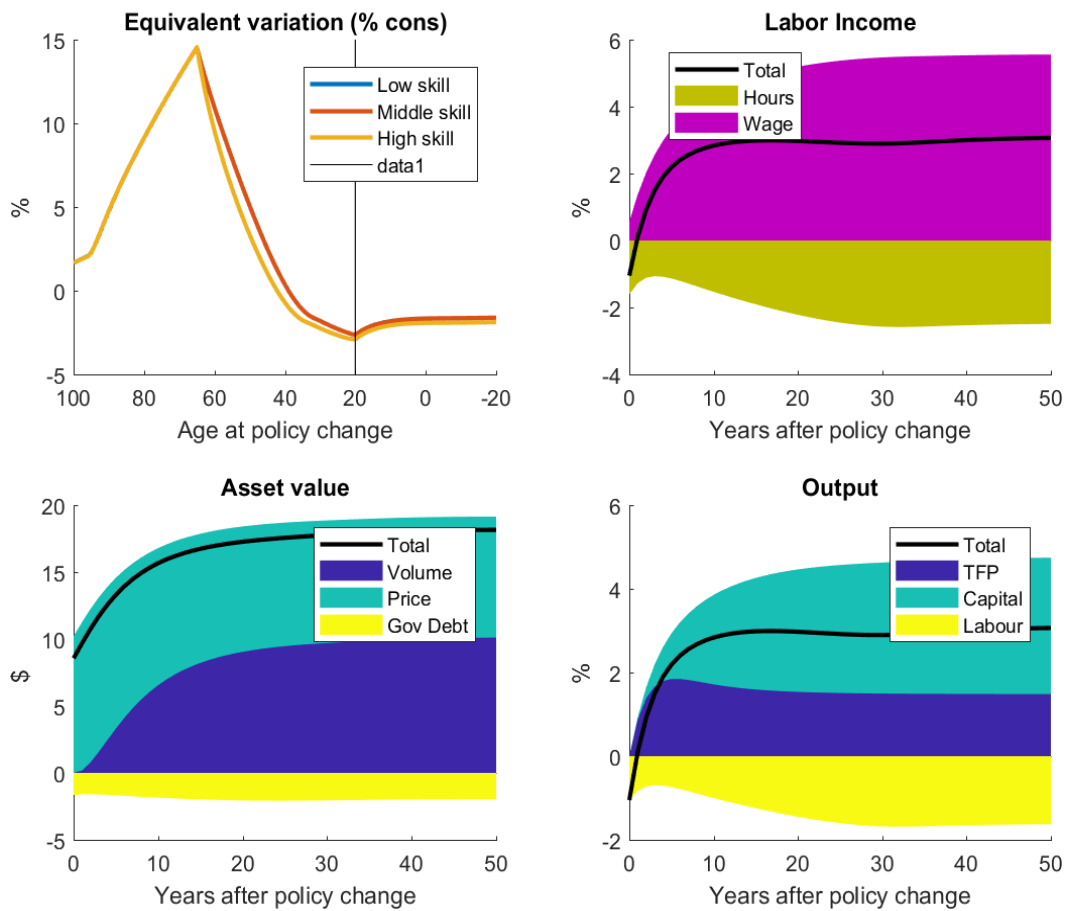 Equivalent variation (% cons)
15
10
5
0
-5
%
100
80
60
40
20
0
-20
Age at policy change
Low skill
Middle skill
High skill
data1
Labor Income
6
4
2
0
-2
-4
%
0
10
20
30
40
50
Years after policy change
Total
Hours
Wage
Asset value
20
15
10
5
0
-5
$
0
10
20
30
40
50
Years after policy change
Total
Volume
Price
Gov Debt
Output
6
4
2
0
-2
%
0
10
20
30
40
50
Years after policy change
Total
TFP
Capital
Labour